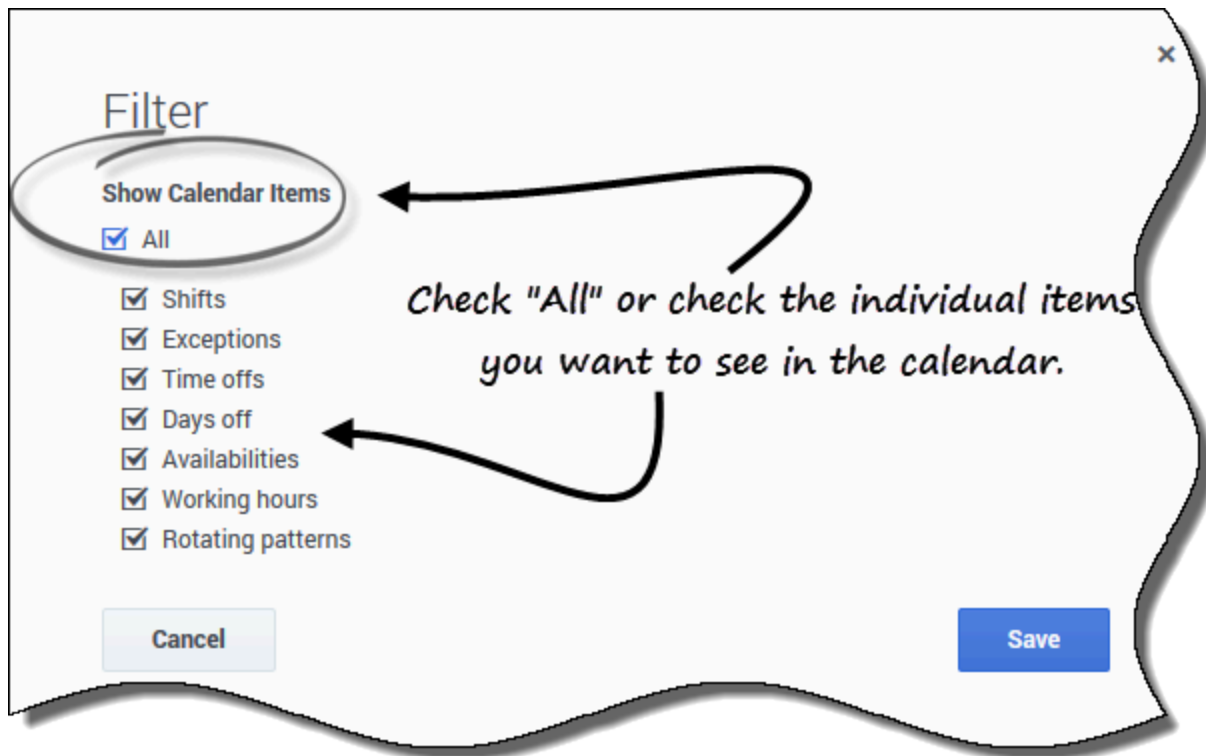 Filter
Show Calendar Items
All
Shifts
Exceptions
Time offs
Days off
Availabilities
Working hours
Rotating patterns
Check "All" or check the individual items
you want to see in the calendar.
Cancel
Save